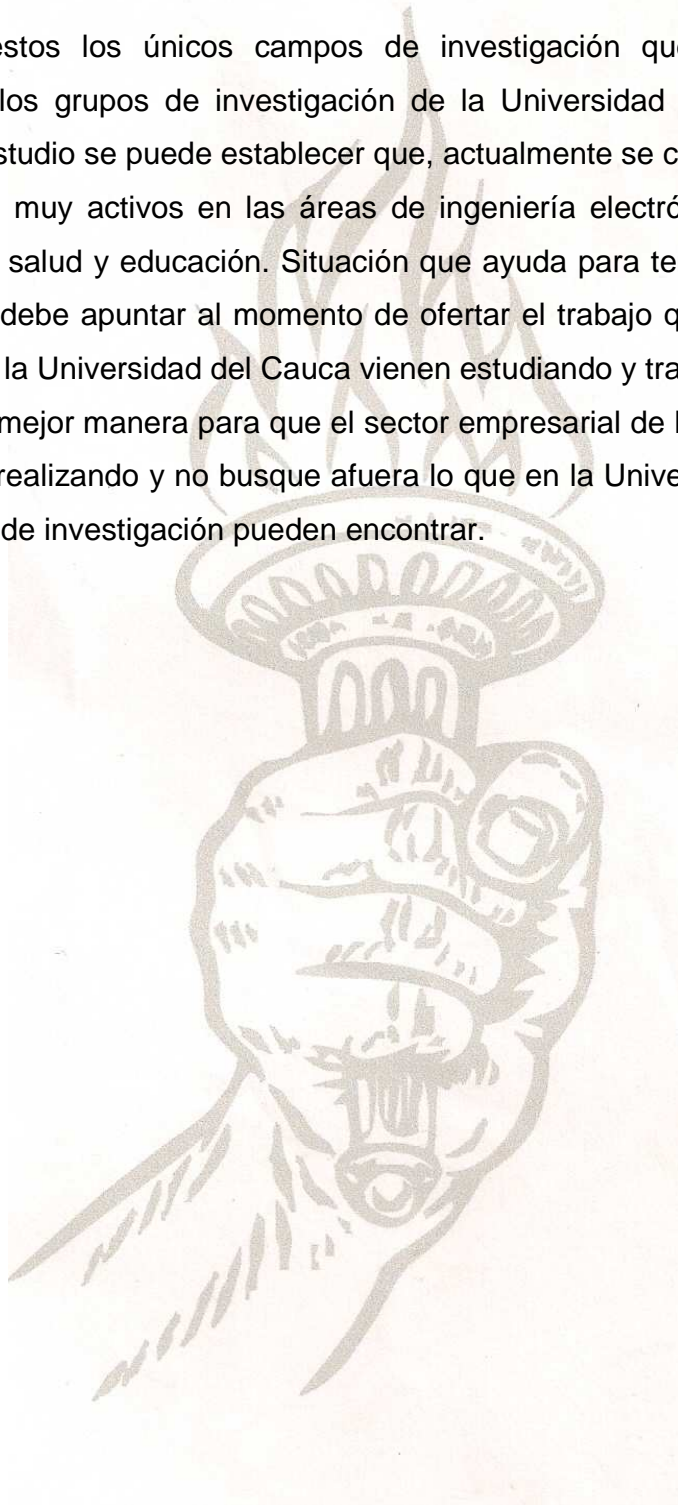 estos los únicos campos de investigación que
los grupos de investigación de la Universidad
studio se puede establecer que, actualmente se c
muy activos en las áreas de ingeniería electró
salud y educación. Situación que ayuda para te
debe apuntar al momento de ofertar el trabajo q
la Universidad del Cauca vienen estudiando y tra
mejor manera para que el sector empresarial de l
realizando y no busque afuera lo que en la Unive
de investigación pueden encontrar.